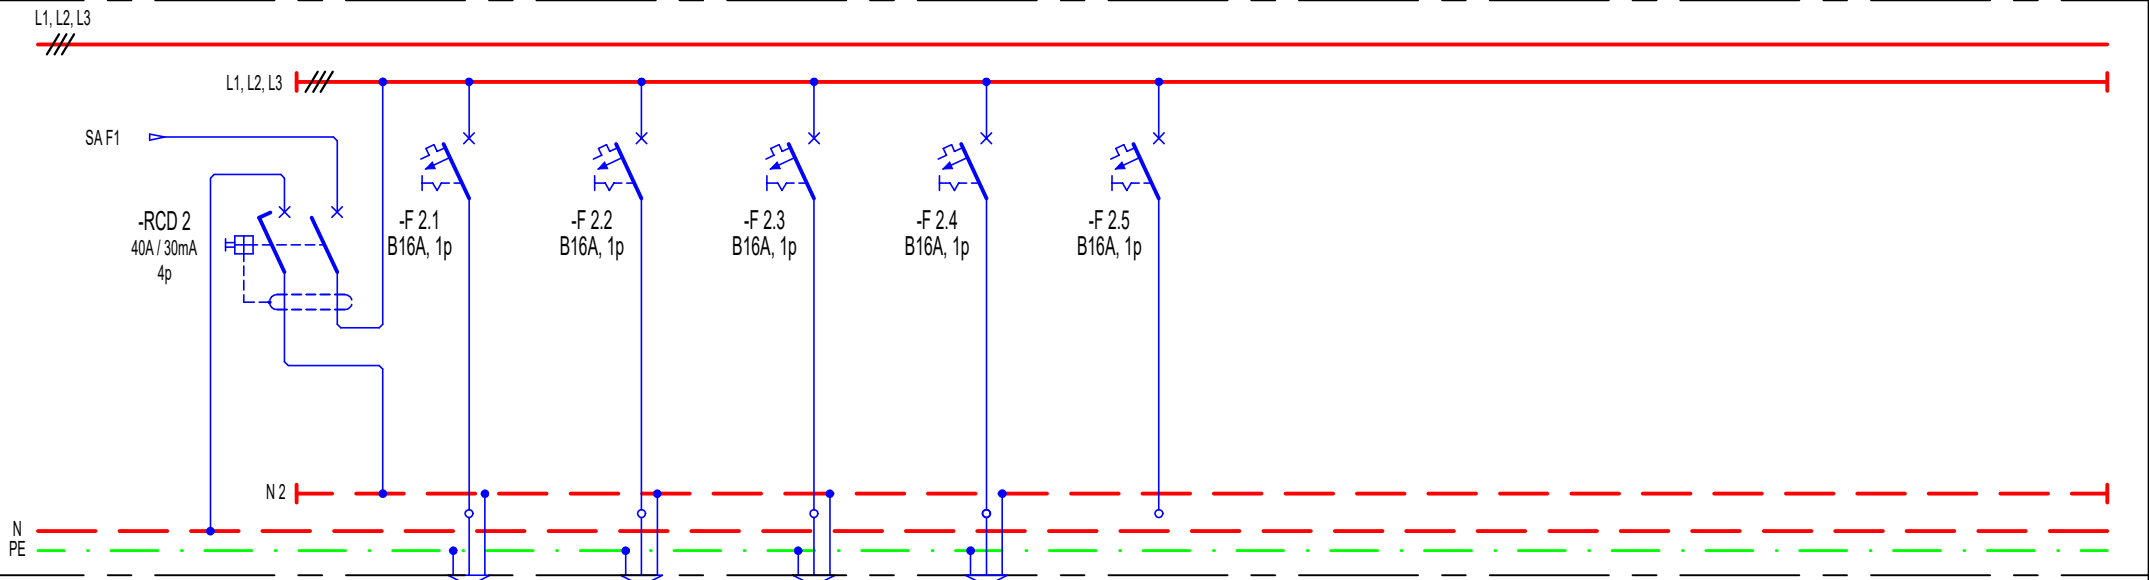 L1, L2, L3
L1, L2, L3
SA F1
-RCD 2
40A / 30mA
4p
-F 2.1
B16A, 1p
-F 2.2
B16A, 1p
-F 2.3
B16A, 1p
-F 2.4
B16A, 1p
-F 2.5
B16A, 1p
N 2
N
PE